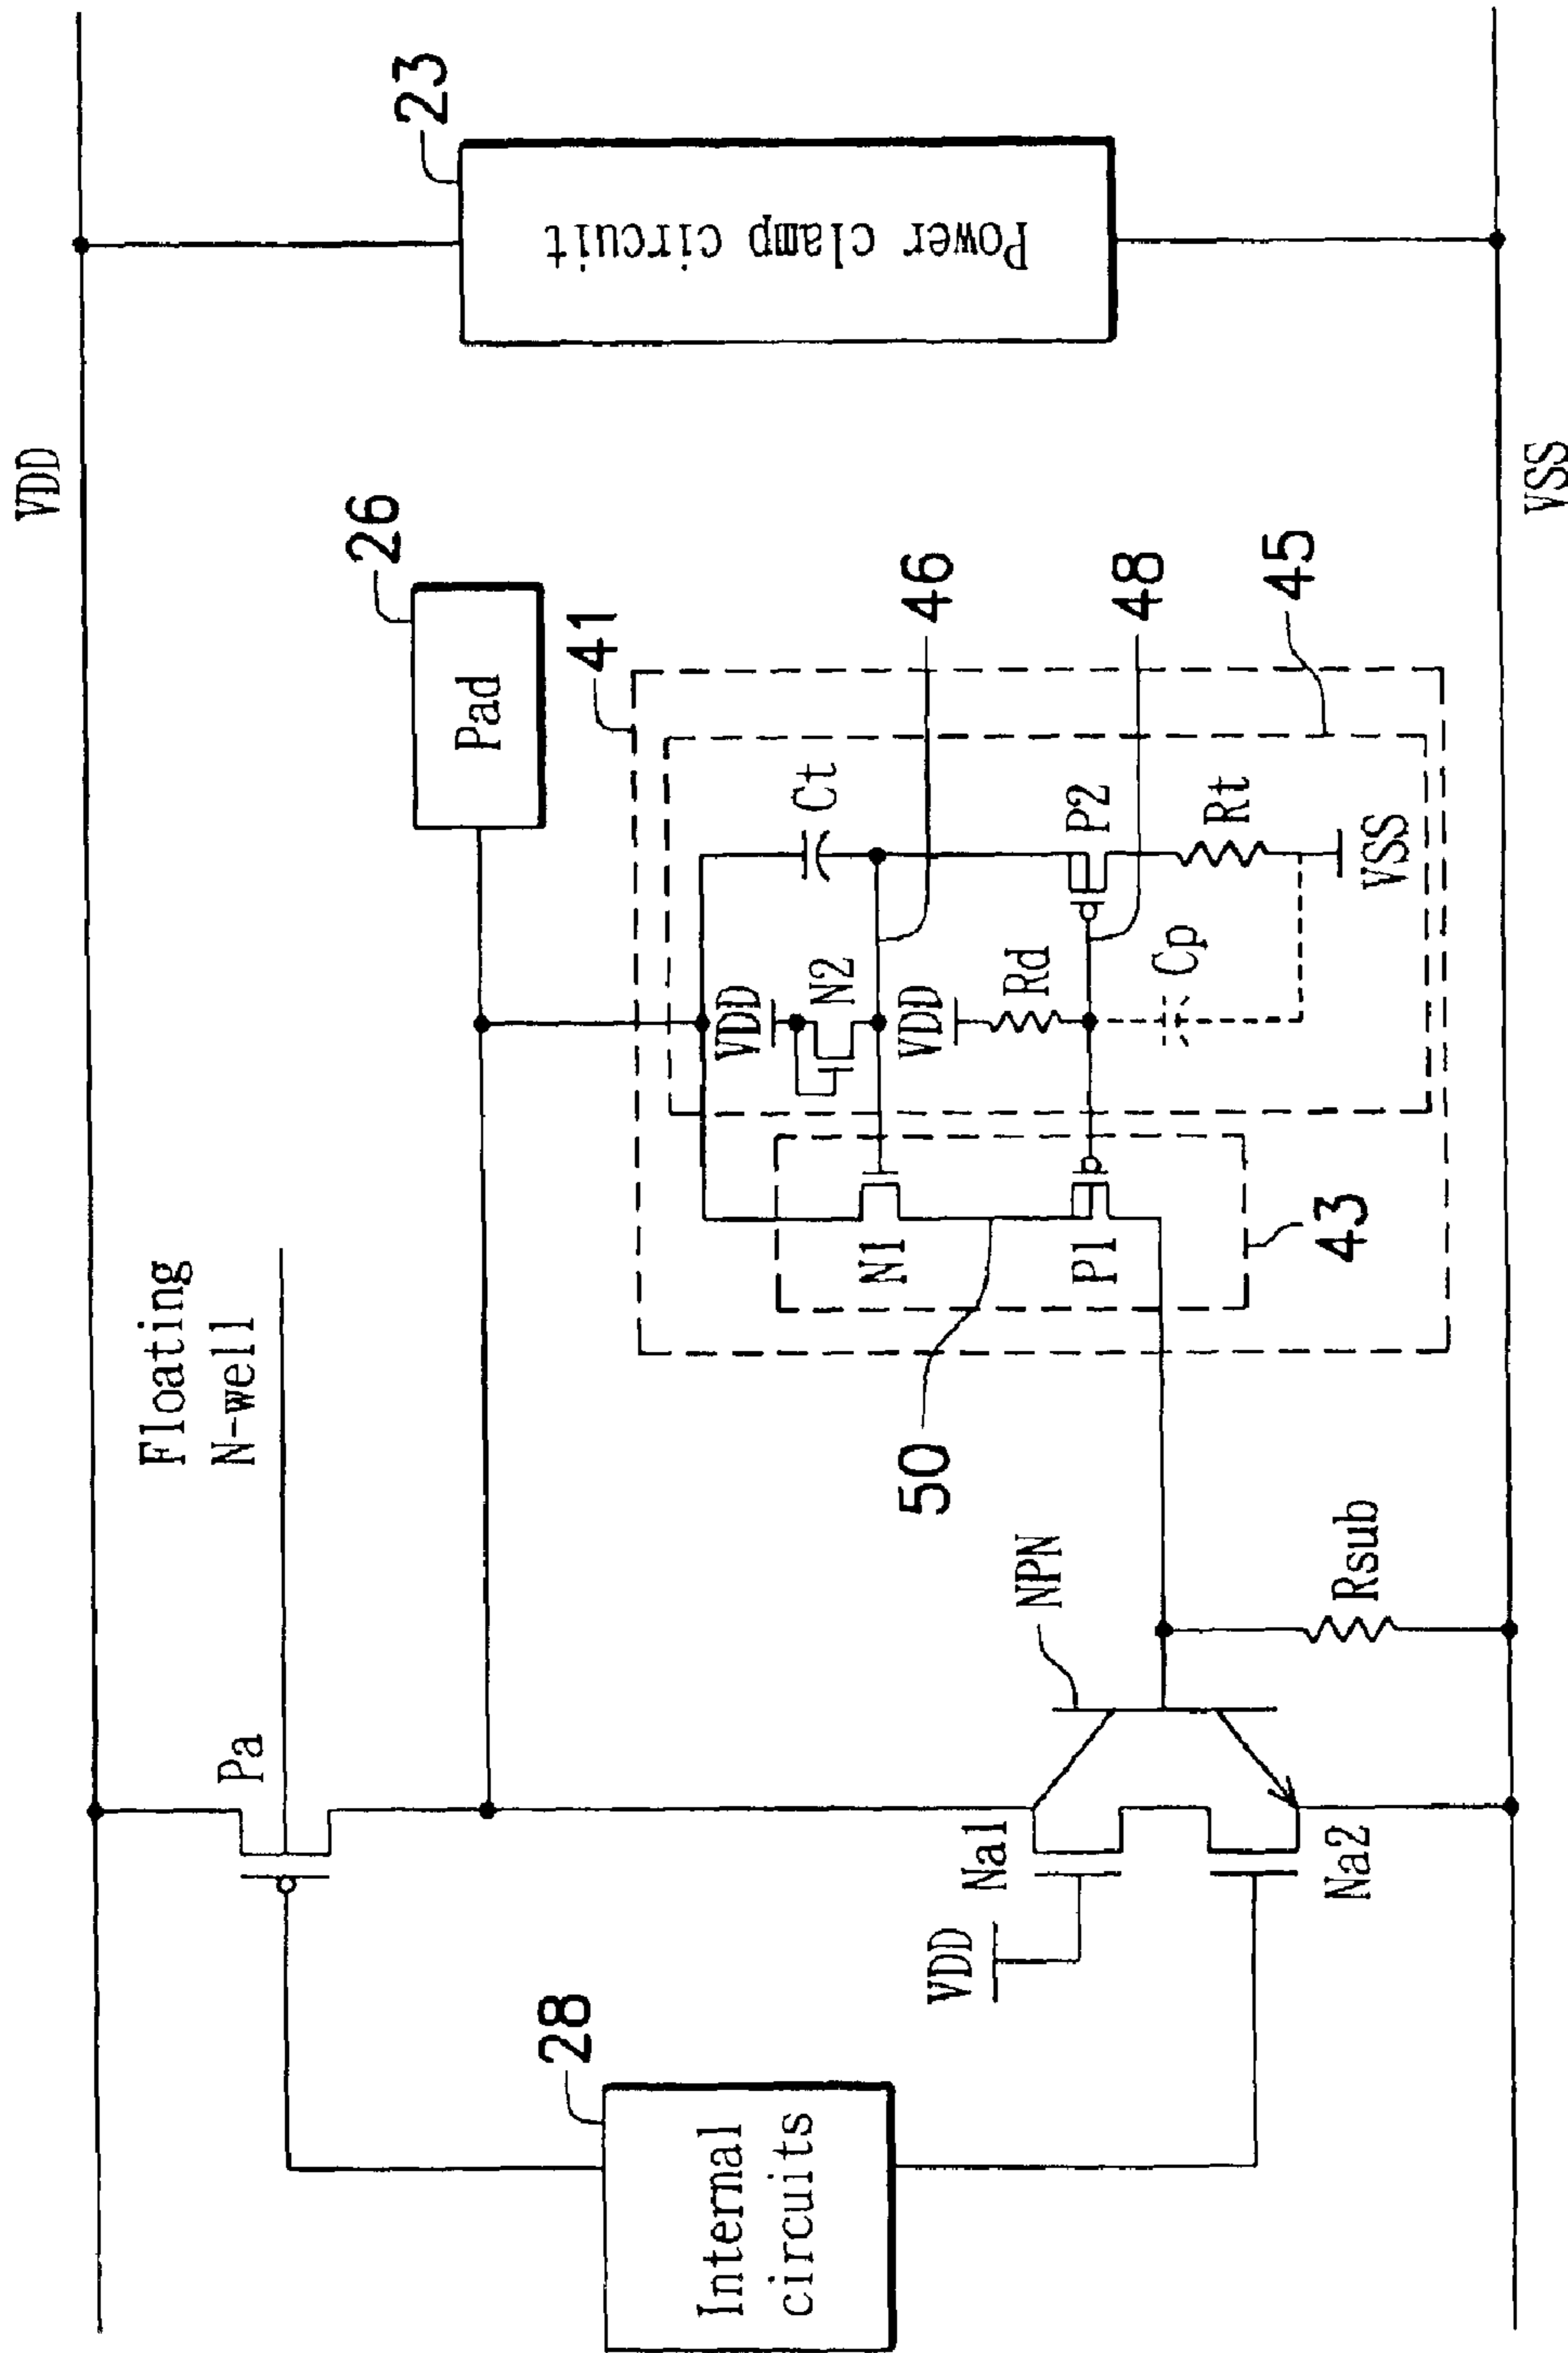 VDD
Floating
N-well
Pa
26
Pad
23
Power clamp circuit
41
Ct
VDD
N2
46
N1
VDD
Rd
P2
48
50
P1
Cp
Rt
VSS
45
43
28
Internal
circuits
VDD
Na1
Na2
NPN
Rsub
VSS